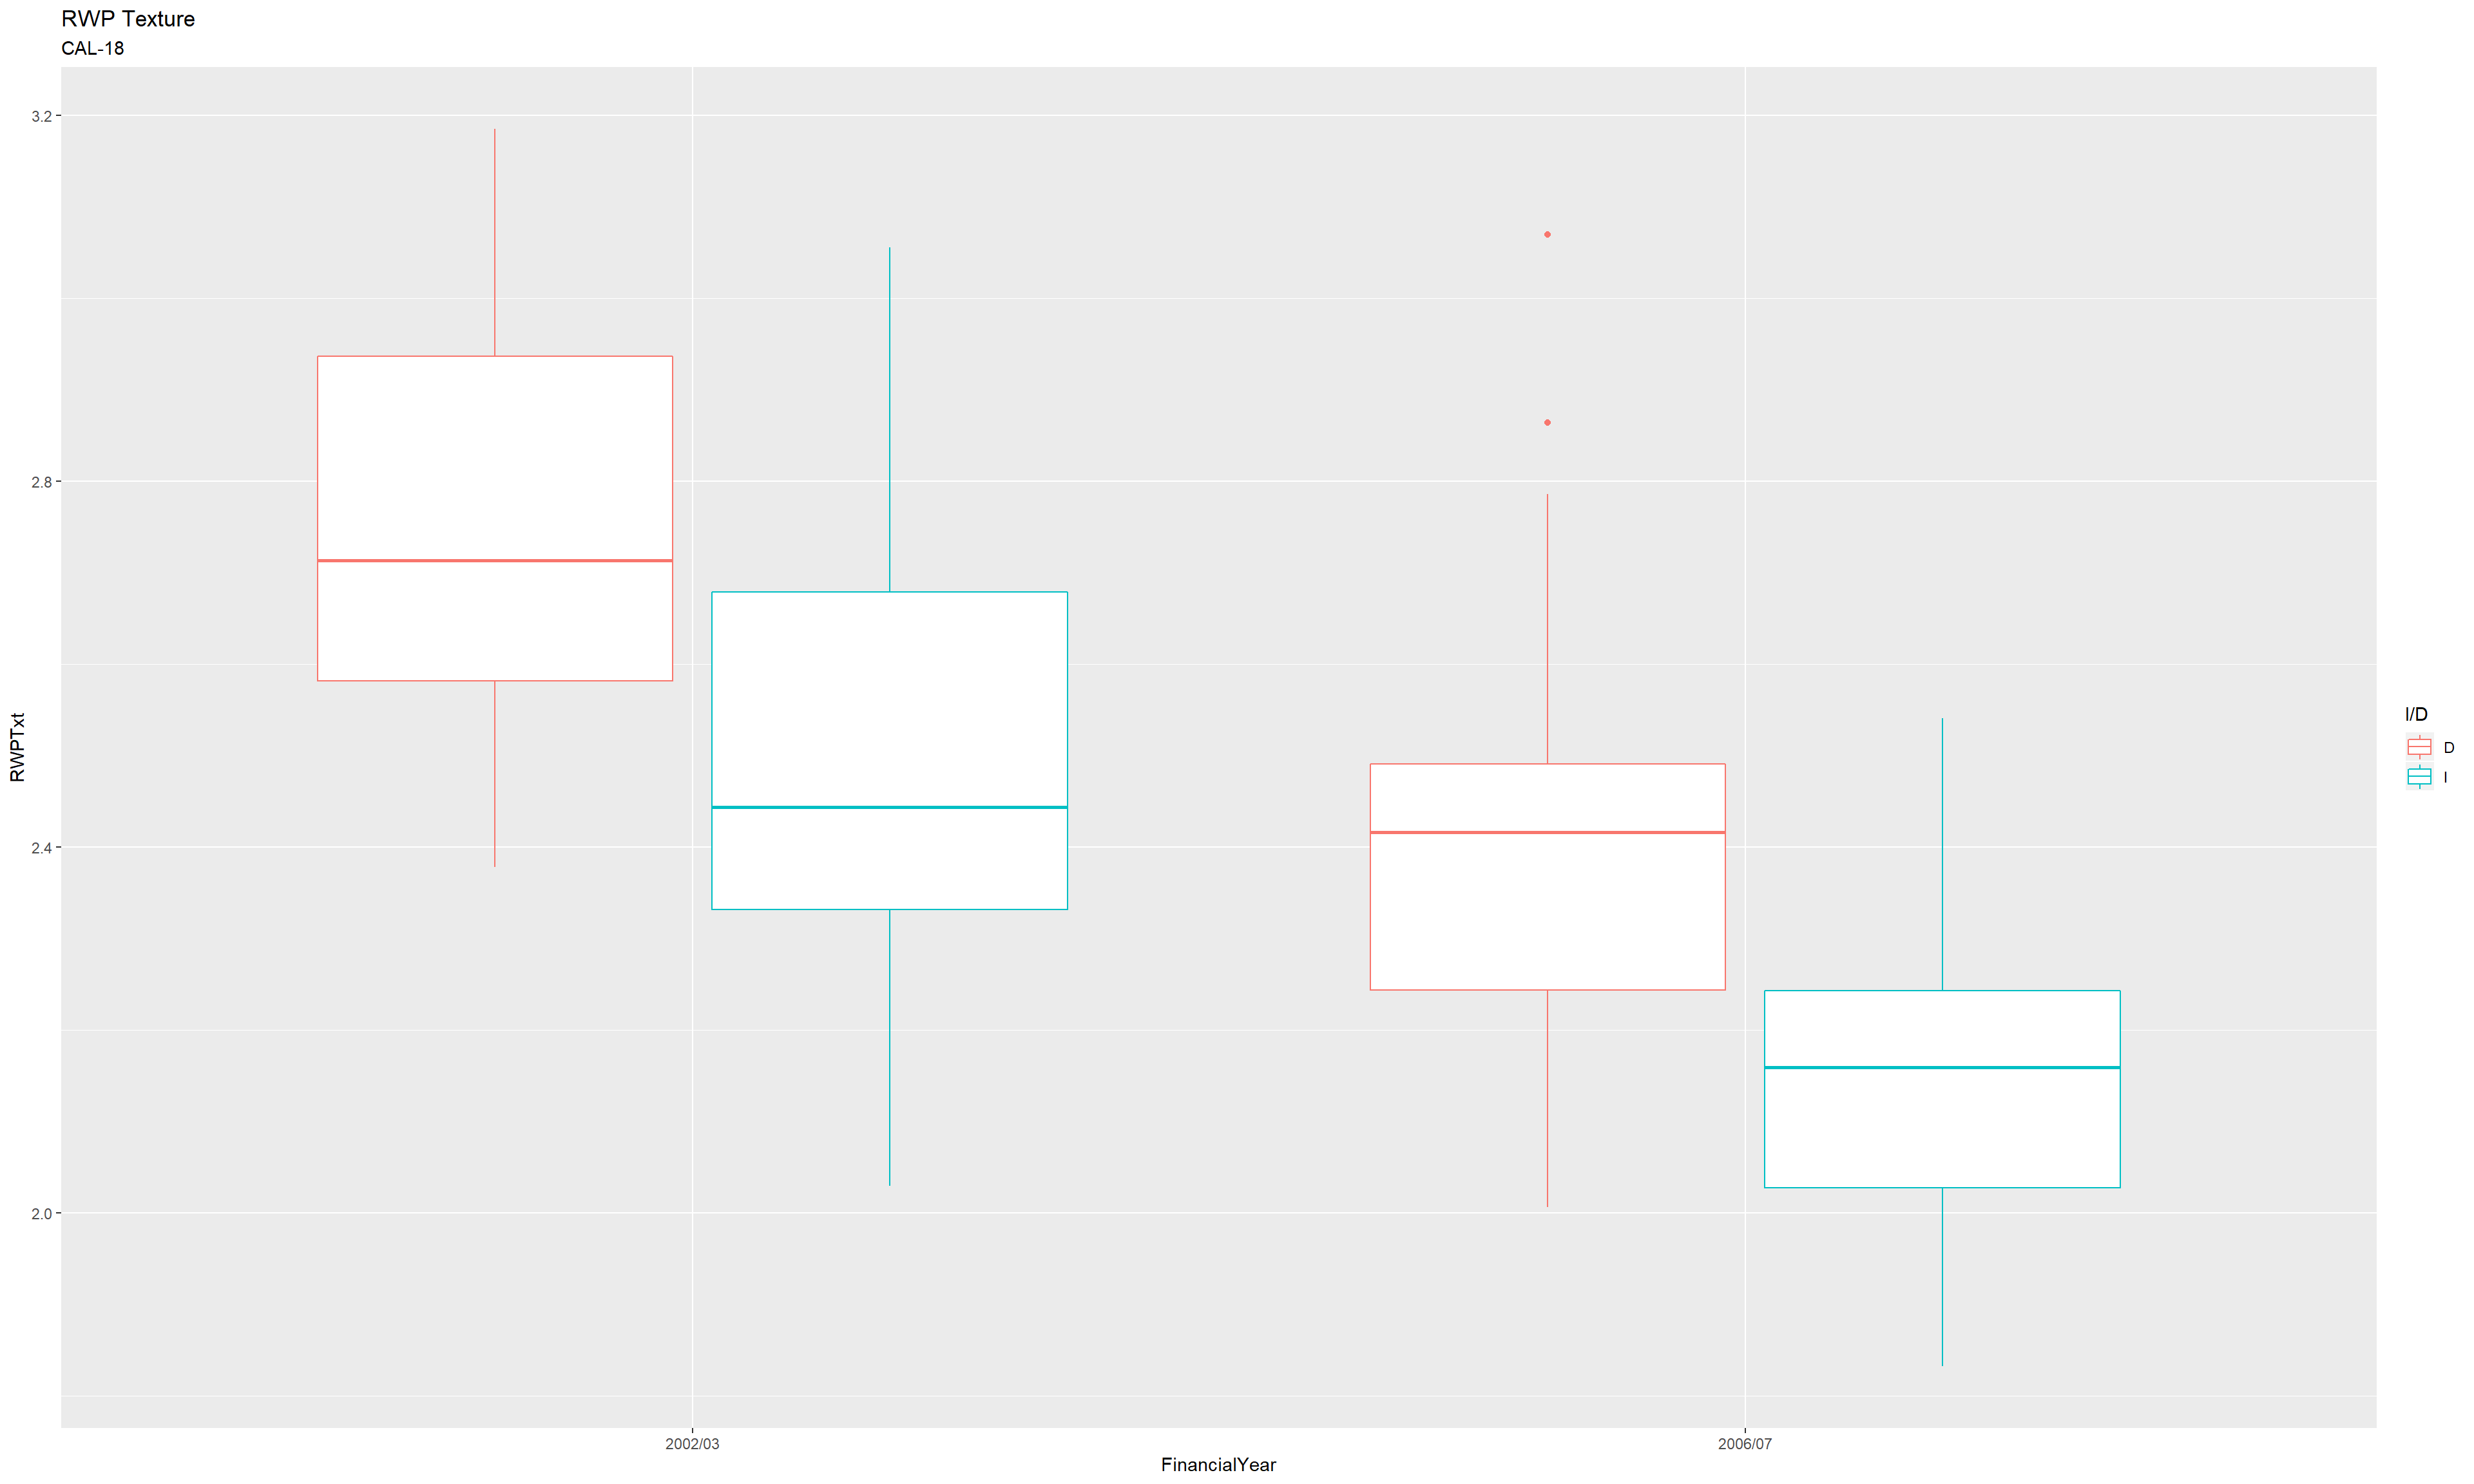 RWP Texture
CAL-18
3.2
2.8
2.4
2.0
RWPTxt
2002/03
2006/07
FinancialYear
I/D
D
I